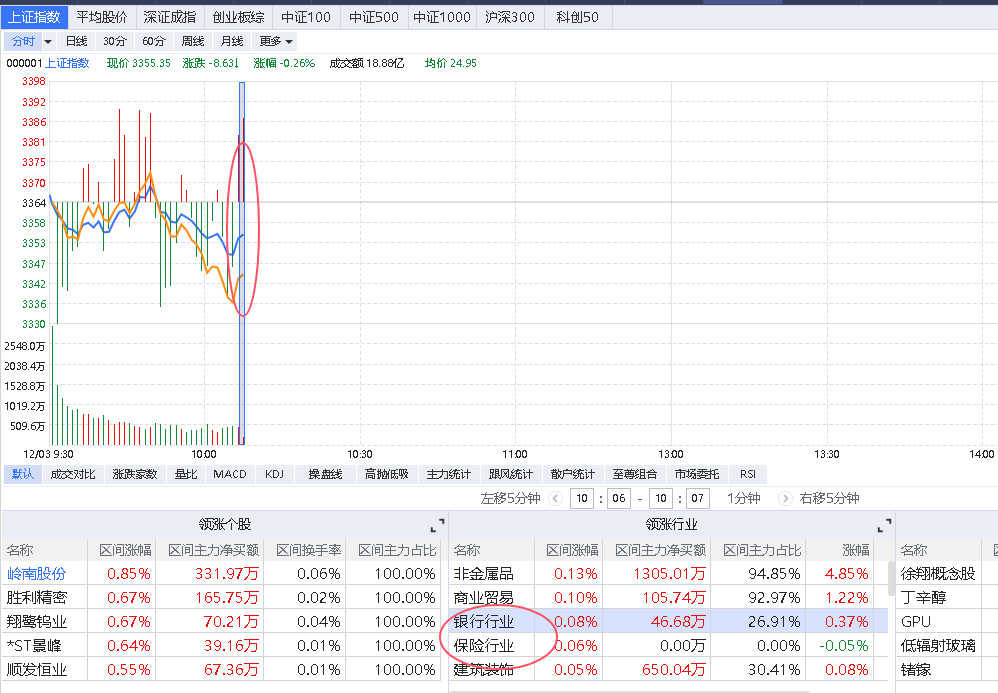 上证指数 平均股价 深证成指 创业板综 中证100 中证500 中证1000 沪深300 科创50
分时 日线 30分 60分 周线 月线 更多
000001上证指数 现价 3355.35 涨跌 -8.63↓ 涨幅 -0.26% 成交额 18.88亿 均价 24.95
3398
3392
3386
3381
3375
3370
3364
3358
3353
3347
3342
3336
3330
2548.0万
2038.4万
1528.8万
1019.2万
509.6万
12/03 9:30 10:00 10:30 11:00 13:00 13:30 14:00
默认 成交对比 涨跌家数 量比 MACD KDJ 操盘线 高抛低吸 主力统计 跟风统计 散户统计 至尊组合 市场委托 RSI
左移5分钟 10 : 06 - 10 : 07 1分钟 右移5分钟
领涨个股 领涨行业
名称 区间涨幅 区间主力净买额 区间换手率 区间主力占比 名称 区间涨幅 区间主力净买额 区间主力占比 涨幅 名称
岭南股份 0.85% 331.97万 0.06% 100.00% 非金属品 0.13% 1305.01万 94.85% 4.85% 徐翔概念股
胜利精密 0.67% 165.75万 0.02% 100.00% 商业贸易 0.10% 105.74万 92.97% 1.22% 丁辛醇
翔鹭钨业 0.67% 70.21万 0.04% 100.00% 银行行业 0.08% 46.68万 26.91% 0.37% GPU
*ST景峰 0.64% 39.16万 0.01% 100.00% 保险行业 0.06% 0.00万 0.00% -0.05% 低辐射玻璃
顺发恒业 0.55% 67.36万 0.01% 100.00% 建筑装饰 0.05% 650.04万 30.41% 0.08% 锗镓